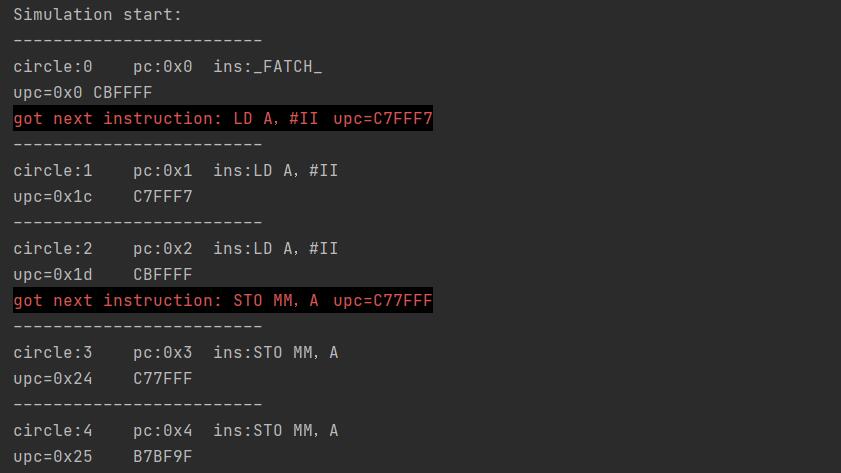 Simulation start:
-------------------------
circle:0    pc:0x0  ins:_FATCH_
upc=0x0 CBFFFF
got next instruction: LD A, #II upc=C7FFF7
-------------------------
circle:1    pc:0x1  ins:LD A, #II
upc=0x1c    C7FFF7
-------------------------
circle:2    pc:0x2  ins:LD A, #II
upc=0x1d    CBFFFF
got next instruction: STO MM, A upc=C77FFF
-------------------------
circle:3    pc:0x3  ins:STO MM, A
upc=0x24    C77FFF
-------------------------
circle:4    pc:0x4  ins:STO MM, A
upc=0x25    B7BF9F